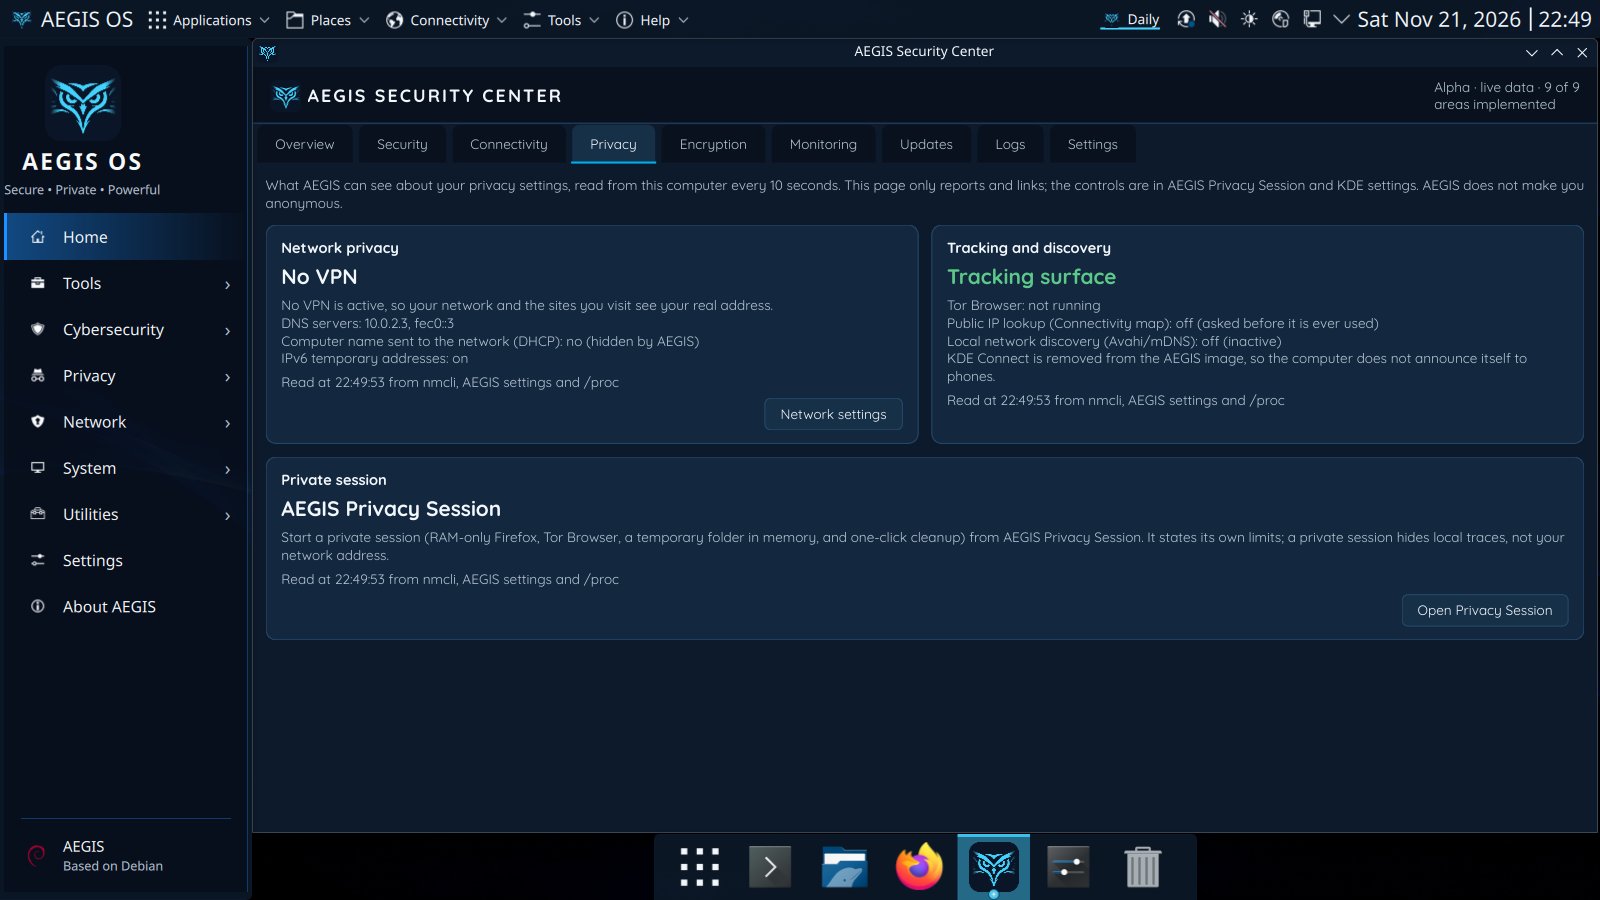 AEGIS OS
Applications
Places
Connectivity
Tools
Help
Daily
Sat Nov 21, 2026 | 22:49
AEGIS OS
Secure • Private • Powerful
Home
Tools
Cybersecurity
Privacy
Network
System
Utilities
Settings
About AEGIS
AEGIS
Based on Debian
AEGIS Security Center
AEGIS SECURITY CENTER
Alpha · live data · 9 of 9
areas implemented
Overview
Security
Connectivity
Privacy
Encryption
Monitoring
Updates
Logs
Settings
What AEGIS can see about your privacy settings, read from this computer every 10 seconds. This page only reports and links; the controls are in AEGIS Privacy Session and KDE settings. AEGIS does not make you
anonymous.
Network privacy
No VPN
No VPN is active, so your network and the sites you visit see your real address.
DNS servers: 10.0.2.3, fec0::3
Computer name sent to the network (DHCP): no (hidden by AEGIS)
IPv6 temporary addresses: on
Read at 22:49:53 from nmcli, AEGIS settings and /proc
Network settings
Tracking and discovery
Tracking surface
Tor Browser: not running
Public IP lookup (Connectivity map): off (asked before it is ever used)
Local network discovery (Avahi/mDNS): off (inactive)
KDE Connect is removed from the AEGIS image, so the computer does not announce itself to
phones.
Read at 22:49:53 from nmcli, AEGIS settings and /proc
Private session
AEGIS Privacy Session
Start a private session (RAM-only Firefox, Tor Browser, a temporary folder in memory, and one-click cleanup) from AEGIS Privacy Session. It states its own limits; a private session hides local traces, not your
network address.
Read at 22:49:53 from nmcli, AEGIS settings and /proc
Open Privacy Session